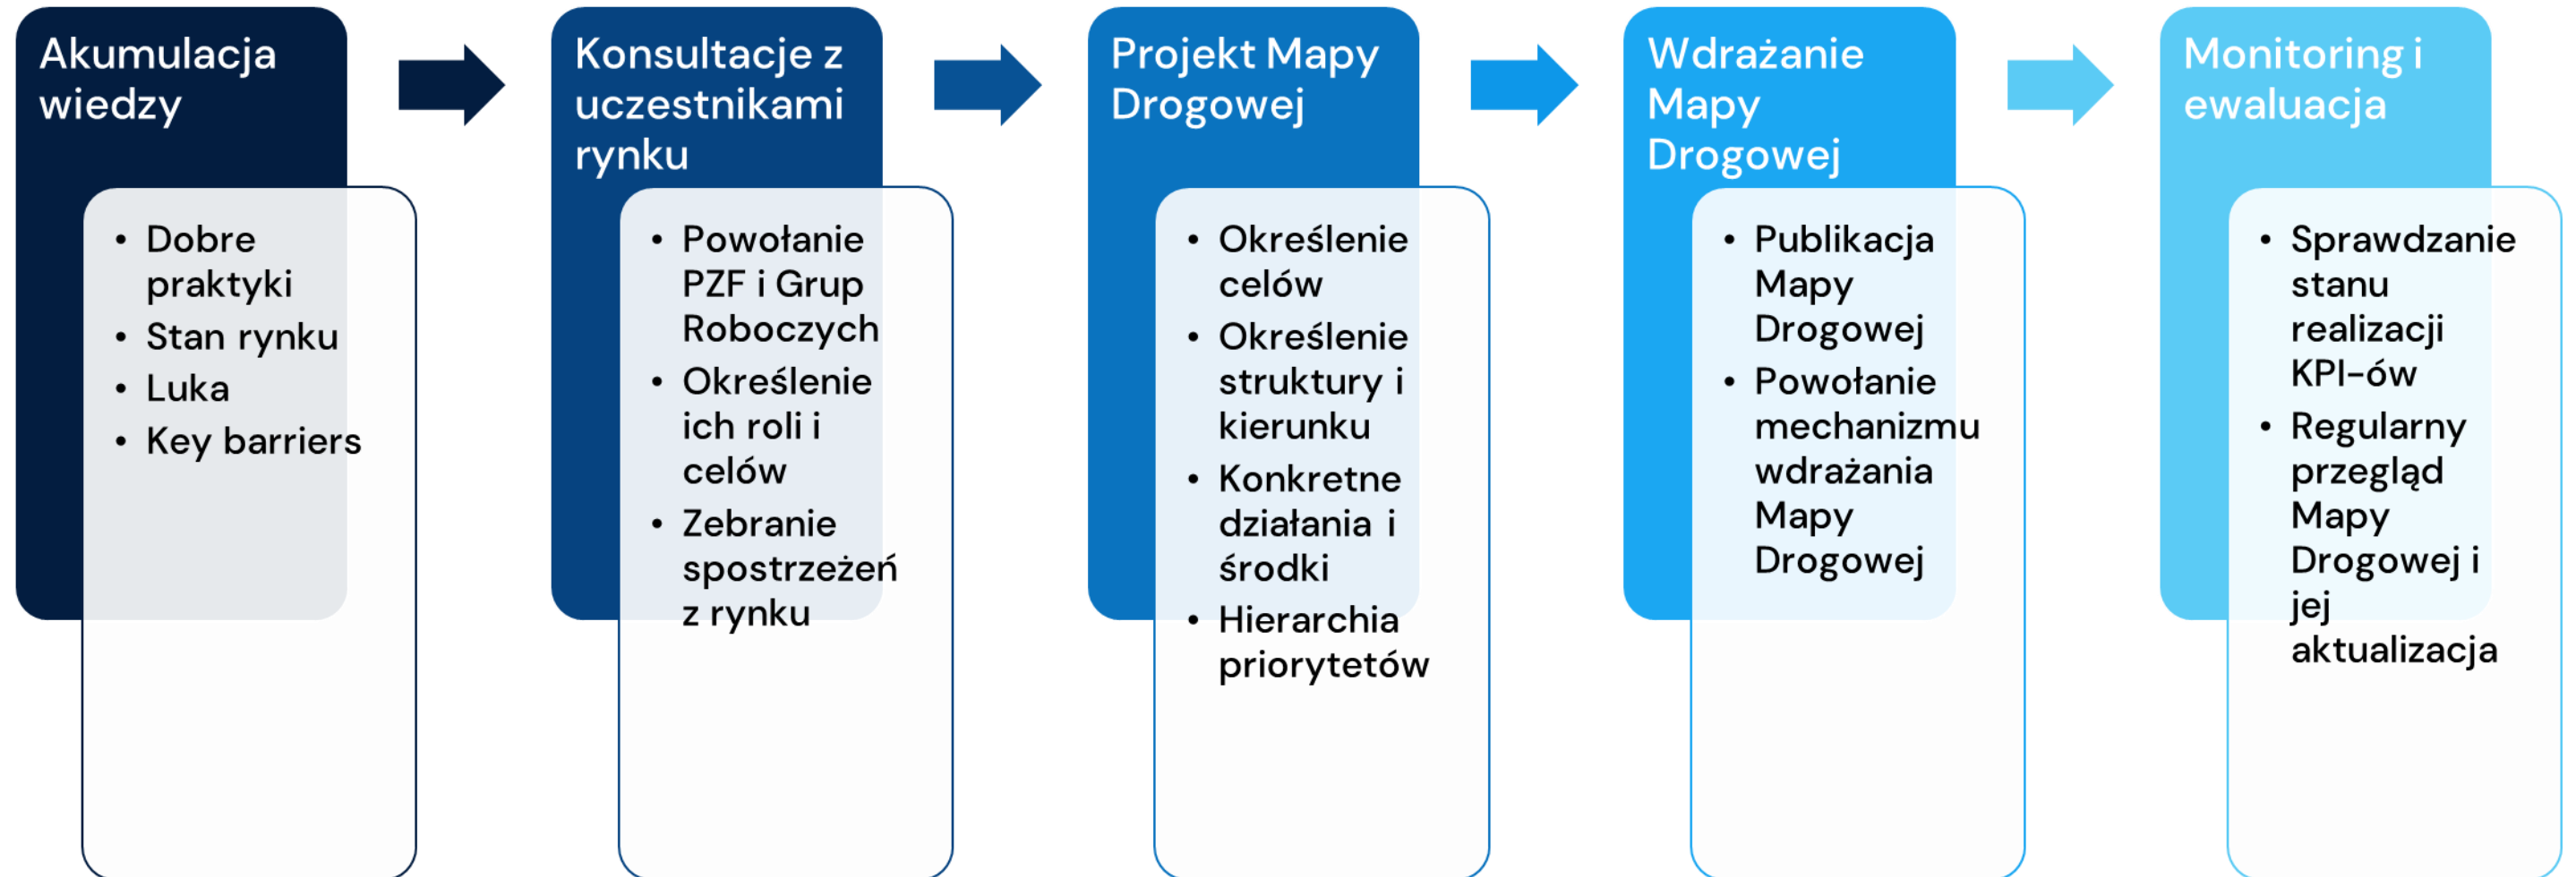 Akumulacja
wiedzy
• Dobre
praktyki
• Stan rynku
• Luka
• Key barriers
Konsultacje z
uczestnikami
rynku
• Powołanie
PZF i Grup
Roboczych
• Określenie
ich roli i
celów
• Zebranie
spostrzeżeń
z rynku
Projekt Mapy
Drogowej
• Określenie
celów
• Określenie
struktury i
kierunku
• Konkretne
działania i
środki
• Hierarchia
priorytetów
Wdrażanie
Mapy
Drogowej
• Publikacja
Mapy
Drogowej
• Powołanie
mechanizmu
wdrażania
Mapy
Drogowej
Monitoring i
ewaluacja
• Sprawdzanie
stanu
realizacji
KPI-ów
• Regularny
przegląd
Mapy
Drogowej i
jej
aktualizacja